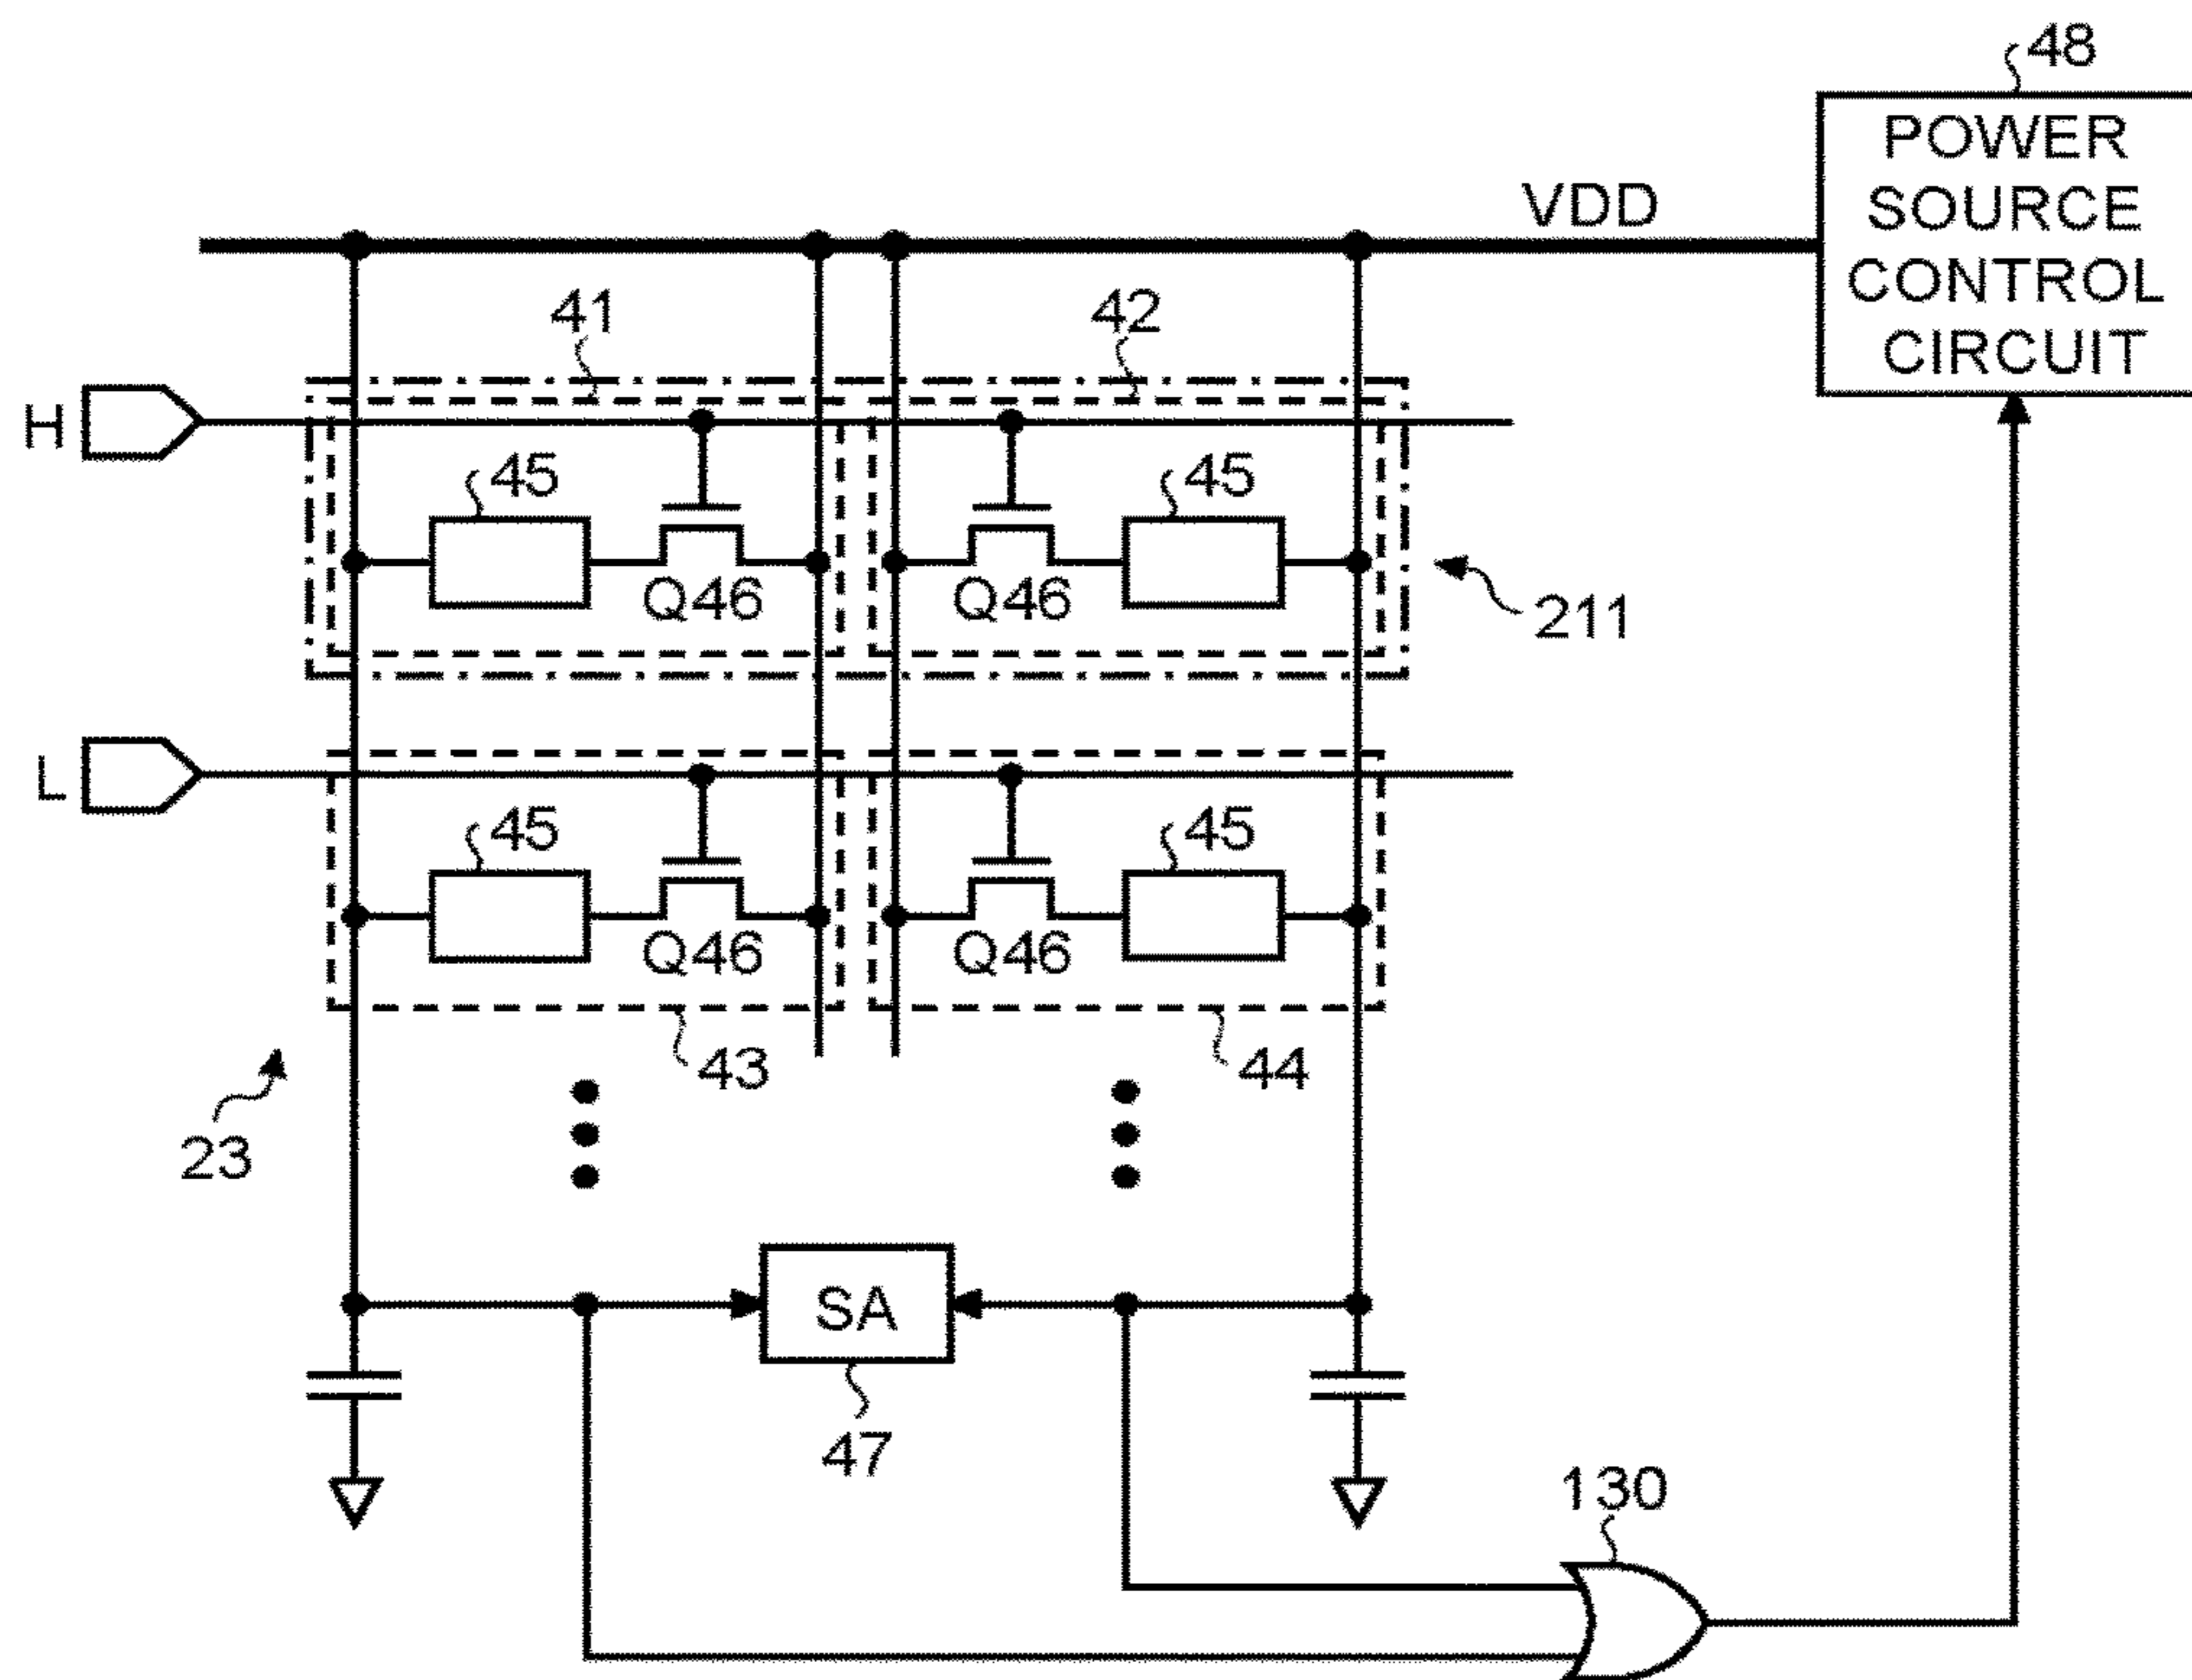 48
POWER
SOURCE
CONTROL
CIRCUIT
VDD
41
42
H
45
45
Q46
Q46
211
L
45
45
Q46
Q46
43
44
23
SA
47
130